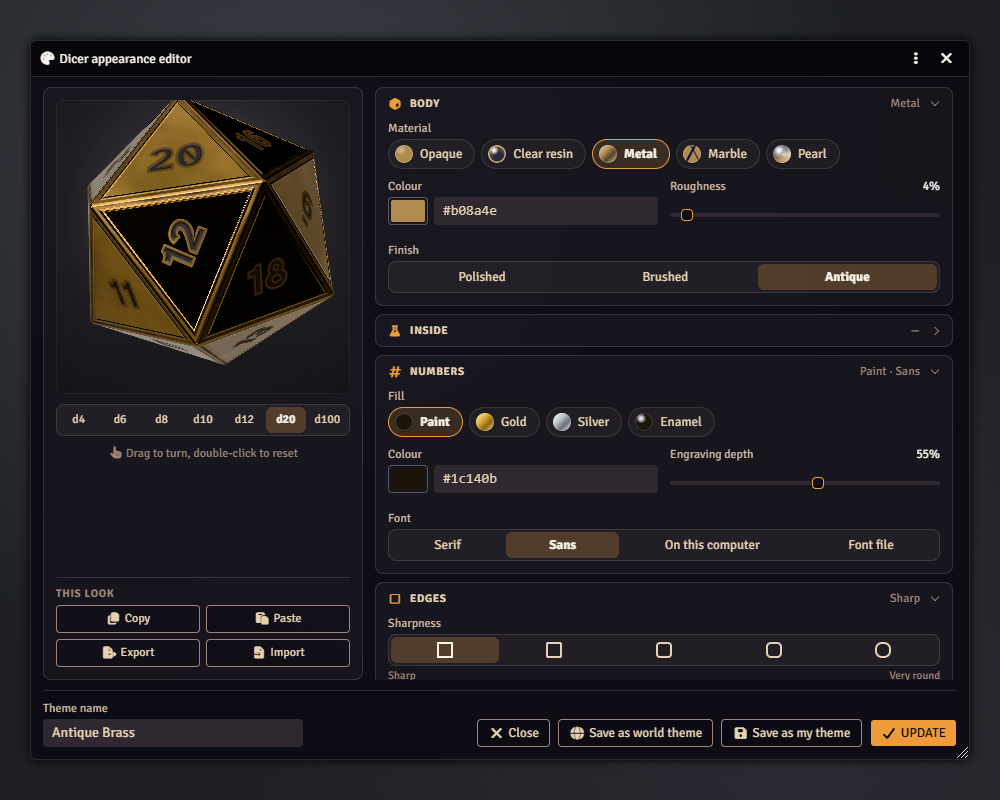 Dicer appearance editor
20
16
9
12
11
18
d4 d6 d8 d10 d12 d20 d100
Drag to turn, double-click to reset
THIS LOOK
Copy Paste
Export Import
BODY Metal
Material
Opaque Clear resin Metal Marble Pearl
Colour Roughness 4%
#b08a4e
Finish
Polished Brushed Antique
INSIDE –
# NUMBERS Paint · Sans
Fill
Paint Gold Silver Enamel
Colour Engraving depth 55%
#1c140b
Font
Serif Sans On this computer Font file
EDGES Sharp
Sharpness
Sharp Very round
Theme name
Antique Brass
Close Save as world theme Save as my theme UPDATE